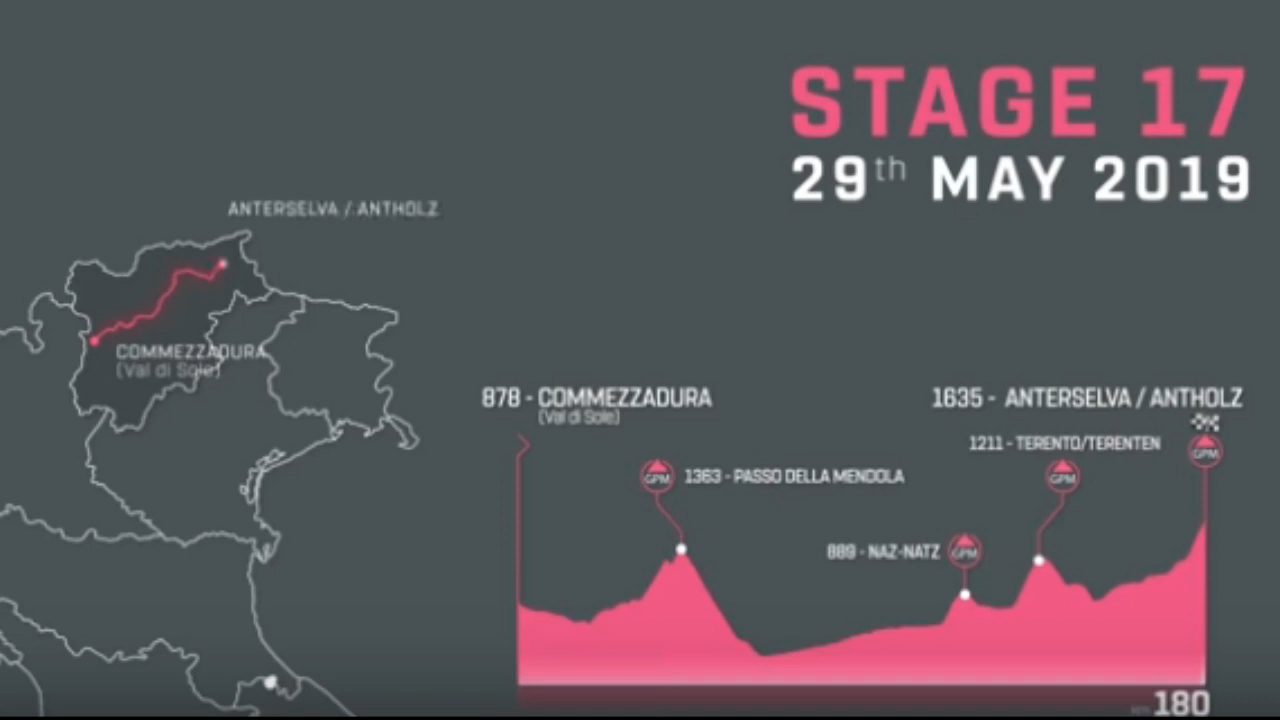 STAGE 17
29th MAY 2019
ANTERSELVA / ANTHOLZ
COMMEZZADURA
(Val di Sole)
878 - COMMEZZADURA
(Val di Sole)
1635 - ANTERSELVA / ANTHOLZ
1211 - TERENTO/TERENTEN
GPM
GPM
1363 - PASSO DELLA MENDOLA
GPM
889 - NAZ-NATZ
GPM
km 180